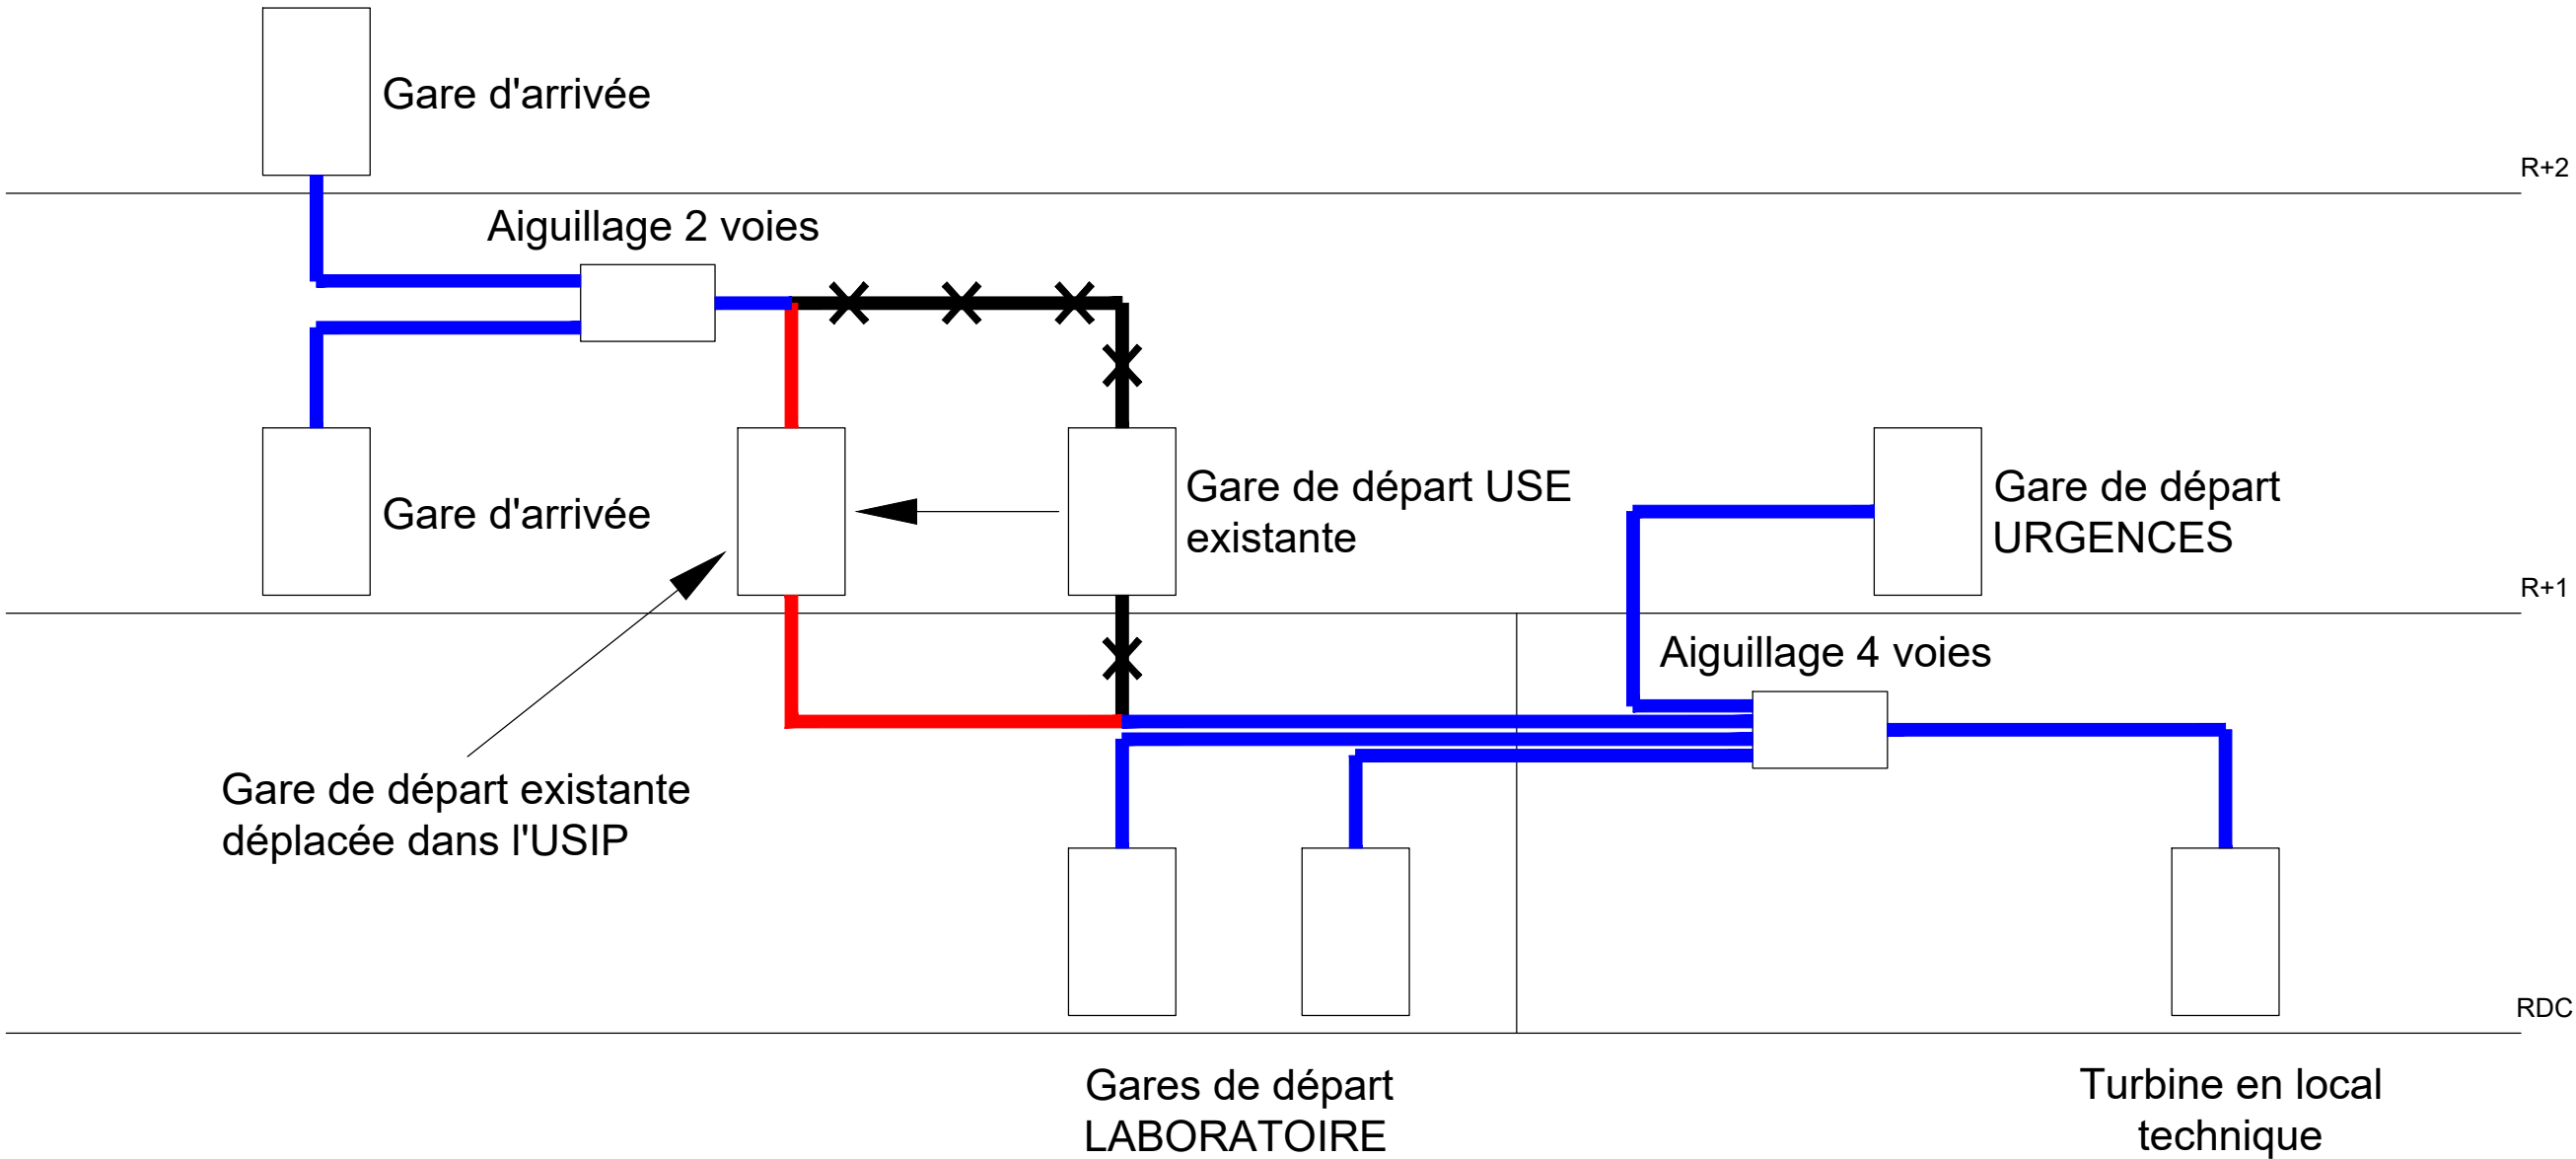 Gare d'arrivée
R+2
Aiguillage 2 voies
Gare d'arrivée
Gare de départ USE
existante
Gare de départ
URGENCES
R+1
Aiguillage 4 voies
Gare de départ existante
déplacée dans l'USIP
RDC
Gares de départ
LABORATOIRE
Turbine en local
technique